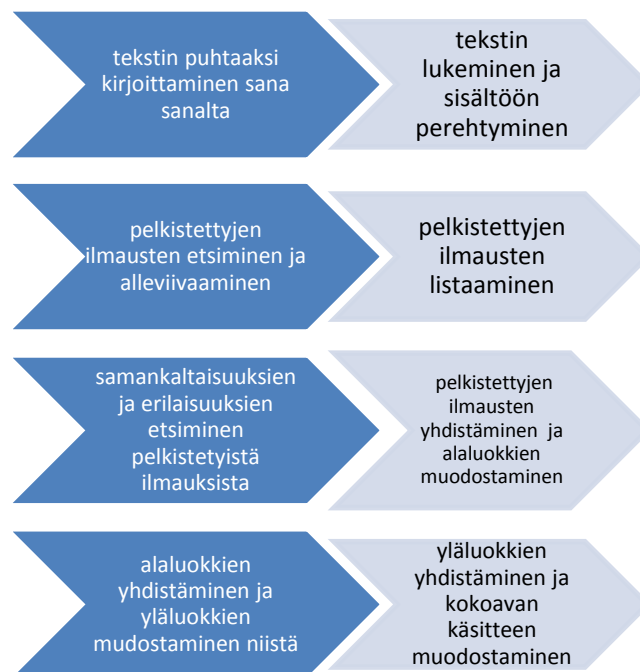 tekstin puhtaaksi
kirjoittaminen sana
sanalta
tekstin
lukeminen ja
sisältöön
perehtyminen
pelkistettyjen
ilmausten etsiminen ja
alleviivaaminen
pelkistettyjen
ilmausten
listaaminen
samankaltaisuuksien
ja erilaisuuksien
etsiminen
pelkistetyistä
ilmauksista
pelkistettyjen
ilmausten
yhdistäminen ja
alaluokkien
muodostaminen
alaluokkien
yhdistäminen ja
yläluokkien
mudostaminen niistä
yläluokkien
yhdistäminen ja
kokoavan
käsitteen
muodostaminen